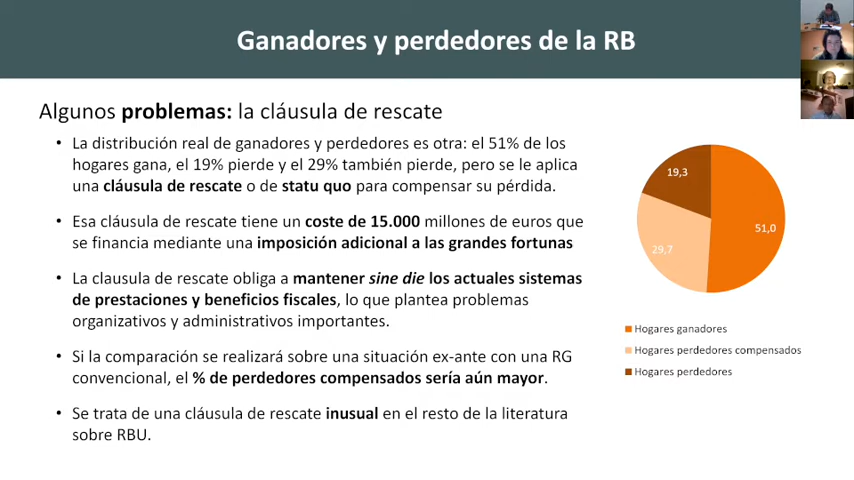 Ganadores y perdedores de la RB
Algunos problemas: la cláusula de rescate
• La distribución real de ganadores y perdedores es otra: el 51% de los
hogares gana, el 19% pierde y el 29% también pierde, pero se le aplica
una cláusula de rescate o de statu quo para compensar su pérdida.
• Esa cláusula de rescate tiene un coste de 15.000 millones de euros que
se financia mediante una imposición adicional a las grandes fortunas
• La clausula de rescate obliga a mantener sine die los actuales sistemas
de prestaciones y beneficios fiscales, lo que plantea problemas
organizativos y administrativos importantes.
• Si la comparación se realizará sobre una situación ex-ante con una RG
convencional, el % de perdedores compensados sería aún mayor.
• Se trata de una cláusula de rescate inusual en el resto de la literatura
sobre RBU.
19,3
51,0
29,7
Hogares ganadores
Hogares perdedores compensados
Hogares perdedores